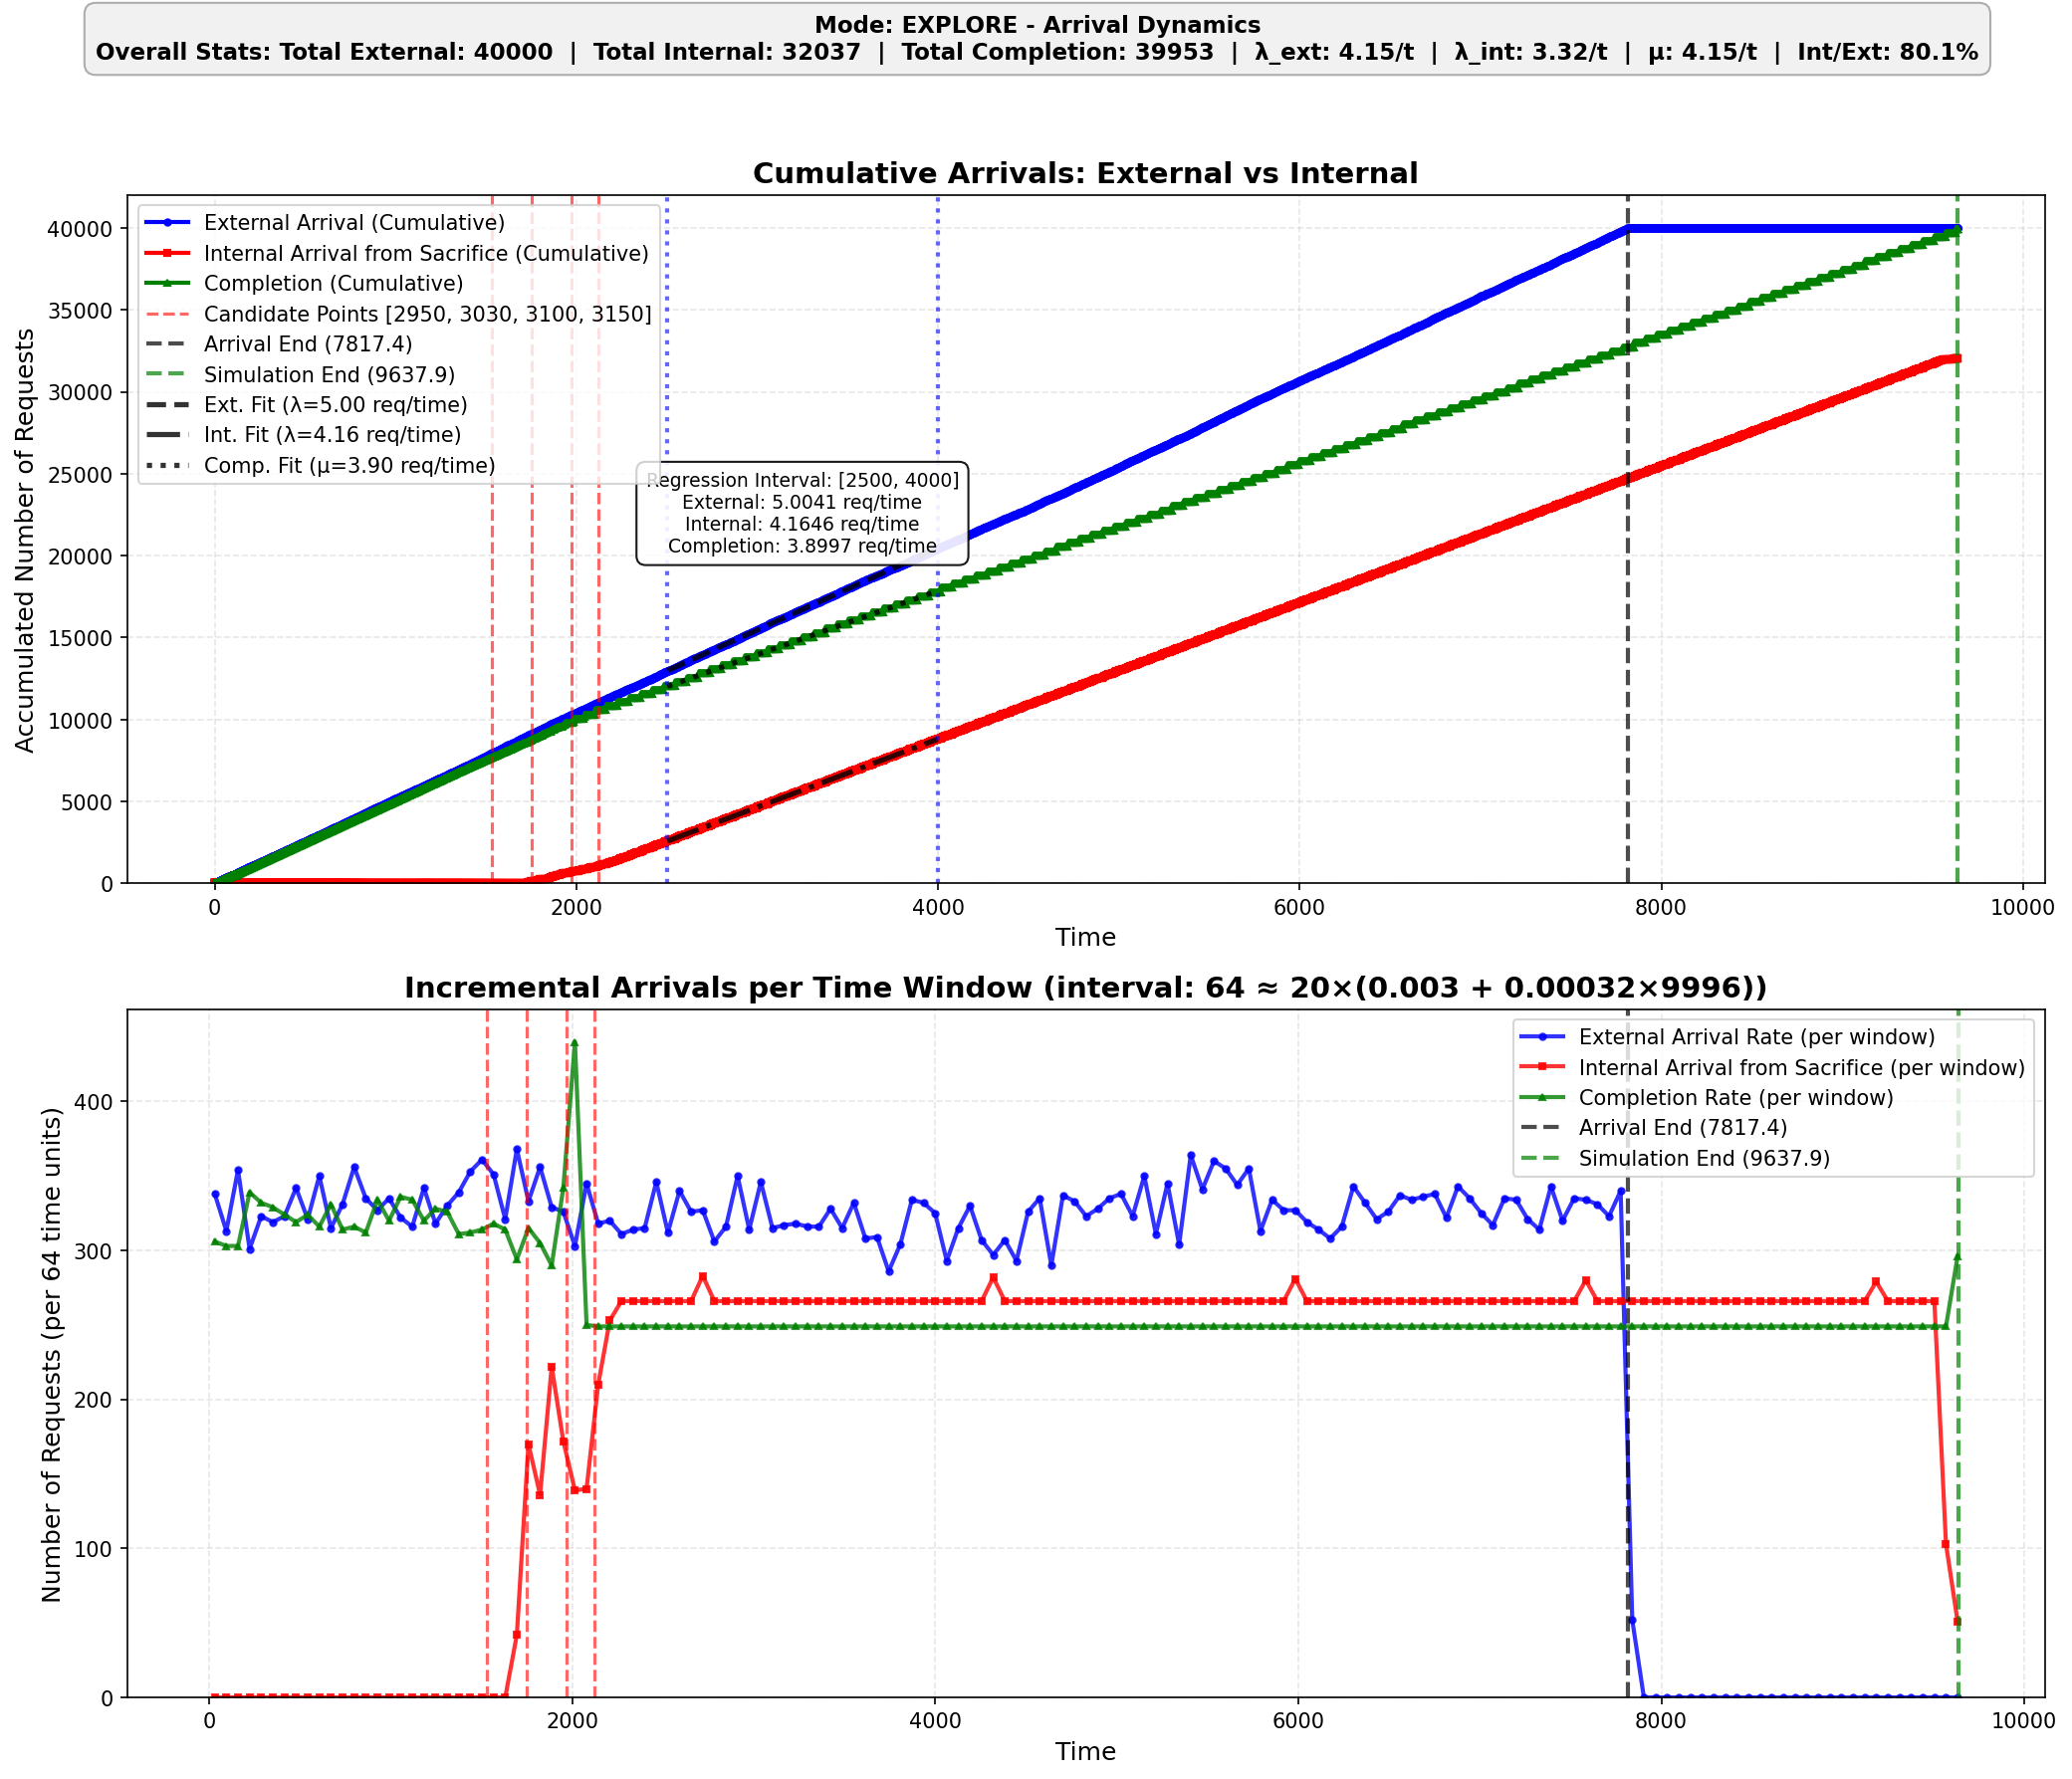 Mode: EXPLORE - Arrival Dynamics
Overall Stats: Total External: 40000 | Total Internal: 32037 | Total Completion: 39953 | λ_ext: 4.15/t | λ_int: 3.32/t | μ: 4.15/t | Int/Ext: 80.1%
Cumulative Arrivals: External vs Internal
Accumulated Number of Requests
40000
35000
30000
25000
20000
15000
10000
5000
0
External Arrival (Cumulative)
Internal Arrival from Sacrifice (Cumulative)
Completion (Cumulative)
Candidate Points [2950, 3030, 3100, 3150]
Arrival End (7817.4)
Simulation End (9637.9)
Ext. Fit (λ=5.00 req/time)
Int. Fit (λ=4.16 req/time)
Comp. Fit (μ=3.90 req/time)
Regression Interval: [2500, 4000]
External: 5.0041 req/time
Internal: 4.1646 req/time
Completion: 3.8997 req/time
0 2000 4000 6000 8000 10000
Time
Incremental Arrivals per Time Window (interval: 64 ≈ 20×(0.003 + 0.00032×9996))
Number of Requests (per 64 time units)
400
300
200
100
0
External Arrival Rate (per window)
Internal Arrival from Sacrifice (per window)
Completion Rate (per window)
Arrival End (7817.4)
Simulation End (9637.9)
0 2000 4000 6000 8000 10000
Time